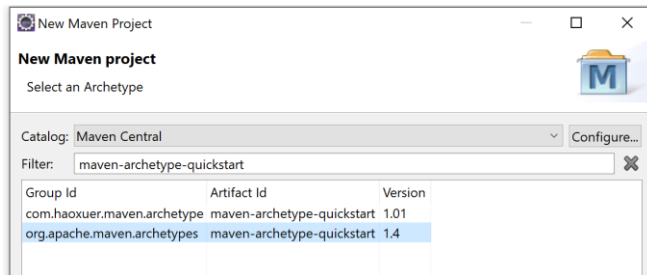 New Maven Project
New Maven project
Select an Archetype
M
Catalog: Maven Central Configure...
Filter: maven-archetype-quickstart
Group Id Artifact Id Version
com.haoxuer.maven.archetype maven-archetype-quickstart 1.01
org.apache.maven.archetypes maven-archetype-quickstart 1.4